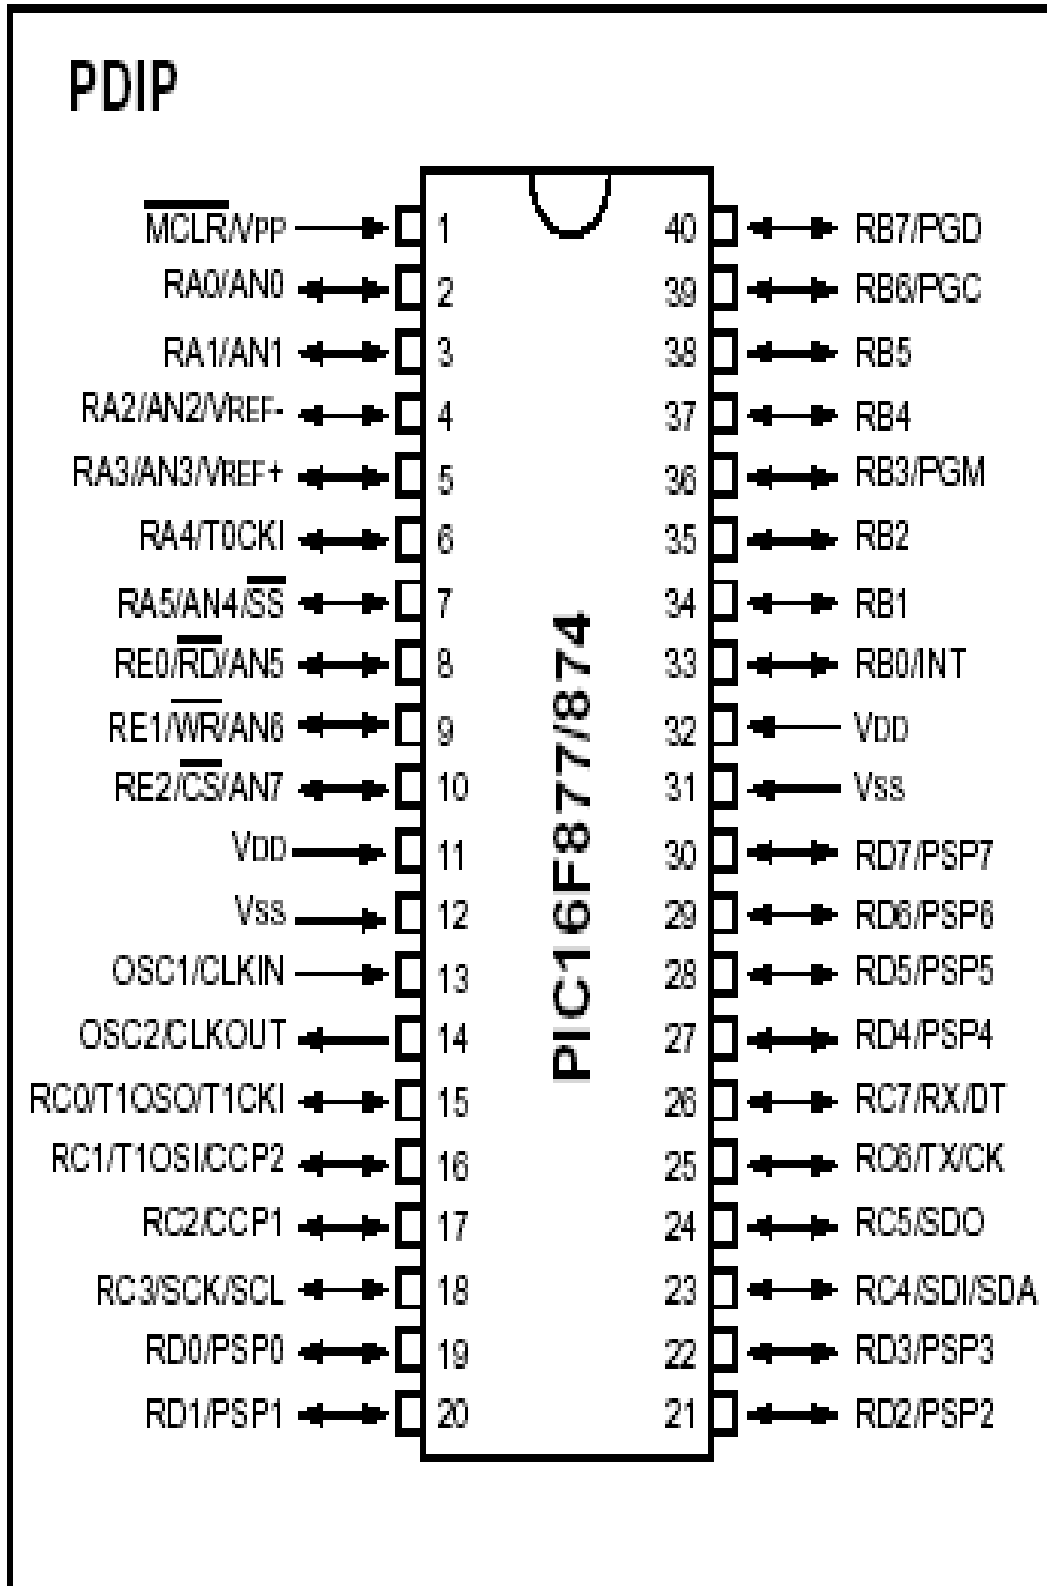 PDIP
MCLR/VPP 1 40 RB7/PGD
RA0/AN0 2 39 RB6/PGC
RA1/AN1 3 38 RB5
RA2/AN2/VREF- 4 37 RB4
RA3/AN3/VREF+ 5 36 RB3/PGM
RA4/T0CKI 6 35 RB2
RA5/AN4/SS 7 34 RB1
RE0/RD/AN5 8 33 RB0/INT
RE1/WR/AN6 9 32 VDD
RE2/CS/AN7 10 31 VSS
VDD 11 30 RD7/PSP7
VSS 12 29 RD6/PSP6
OSC1/CLKIN 13 28 RD5/PSP5
OSC2/CLKOUT 14 27 RD4/PSP4
RC0/T1OSO/T1CKI 15 26 RC7/RX/DT
RC1/T1OSI/CCP2 16 25 RC6/TX/CK
RC2/CCP1 17 24 RC5/SDO
RC3/SCK/SCL 18 23 RC4/SDI/SDA
RD0/PSP0 19 22 RD3/PSP3
RD1/PSP1 20 21 RD2/PSP2
PIC16F877/874